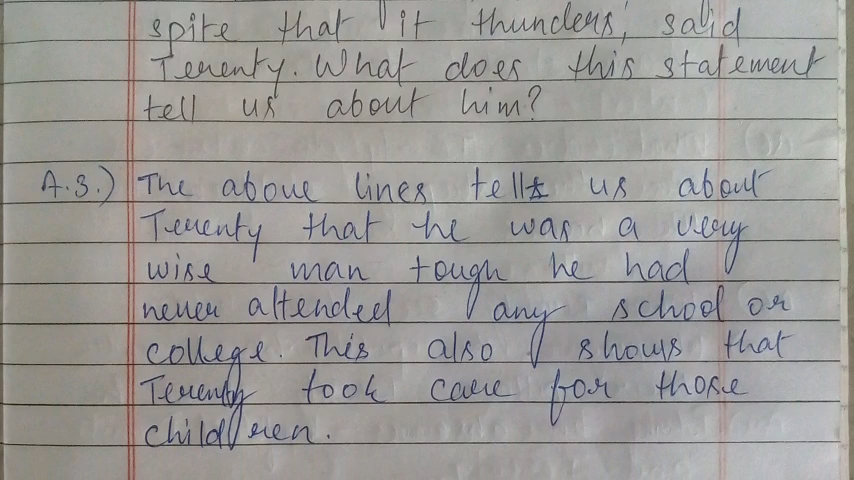 spite that it thunders,' said
Terenty. What does this statement
tell us about him?
A.3.) The above lines tell us about
Terenty that he was a very
wise man tough he had
never attended any school or
college. This also shows that
Terenty took care for those
children.